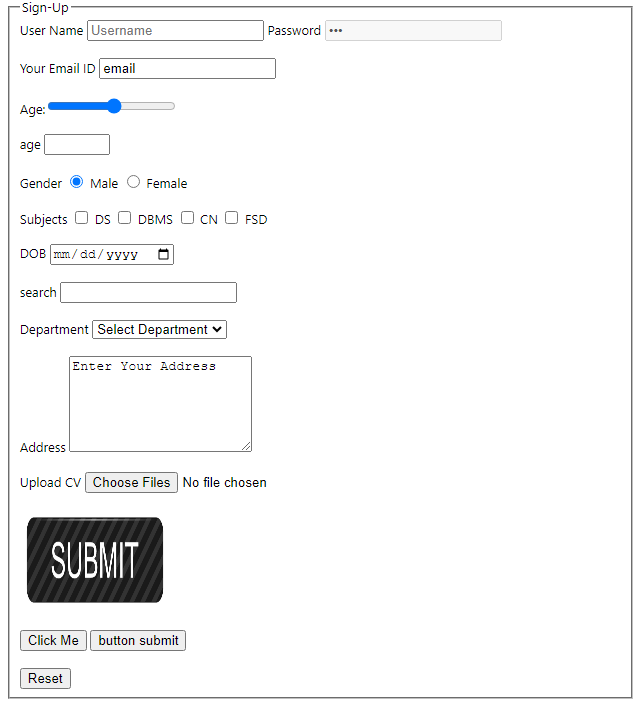 Sign-Up
User Name Username Password •••
Your Email ID email
Age:
age
Gender Male Female
Subjects DS DBMS CN FSD
DOB mm/dd/yyyy
search
Department Select Department
Enter Your Address
Address
Upload CV Choose Files No file chosen
SUBMIT
Click Me button submit
Reset